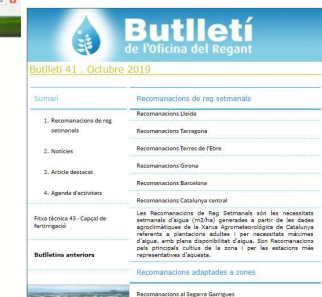 Butlletí
de l'Oficina del Regant
Butlletí 41 , Octubre 2019
Sumari
1. Recomanacions de reg
setmanals
2. Notícies
3. Article destacat
4. Agenda d'activitats
Fitxa tècnica 43 - Capçal de
fertirrigació
Butlletins anteriors
Recomanacions de reg setmanals
Recomanacions Lleida
Recomanacions Tarragona
Recomanacions Terres de l'Ebre
Recomanacions Girona
Recomanacions Barcelona
Recomanacions Catalunya central
Les Recomanacions de Reg Setmanals són les necessitats
setmanals d'aigua (m3/ha) generades a partir de les dades
agroclimàtiques de la Xarxa Agrometeorològica de Catalunya
referents a plantacions adultes i per necessitats màximes
d'aigua, amb plena disponibilitat d'aigua. Son Recomanacions
pels principals cultius de la zona i per les estacions més
representatives d'aquesta.
Recomanacions adaptades a zones
Recomanacions al Segarra Garrigues